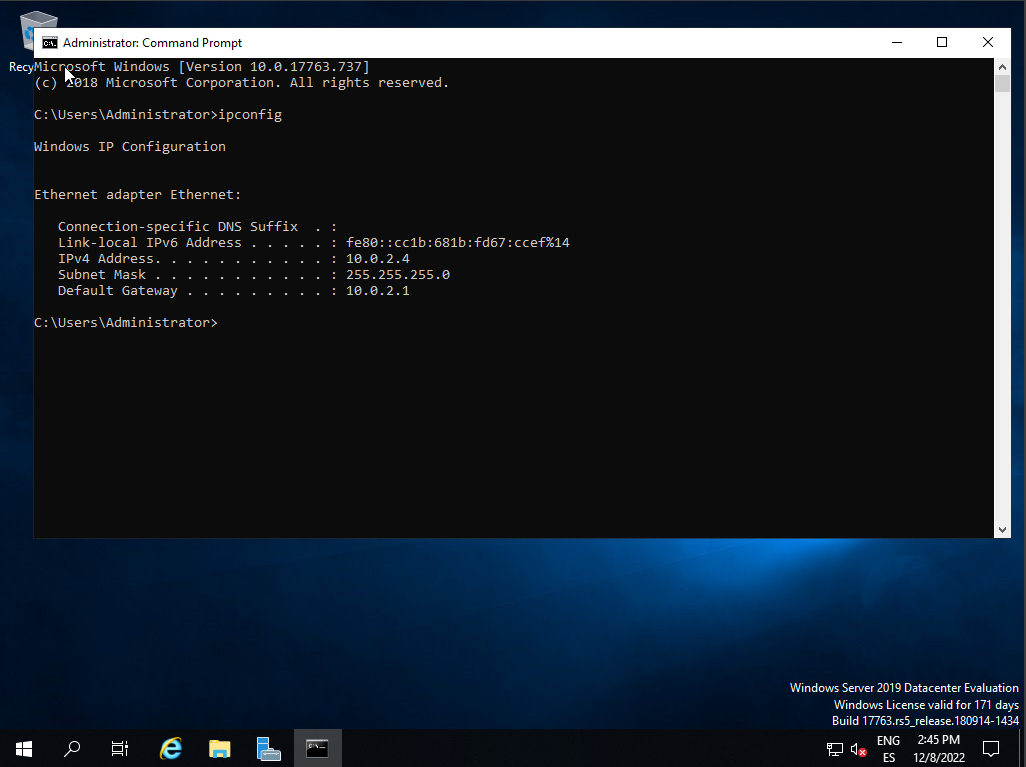 Administrator: Command Prompt
Recy
Microsoft Windows [Version 10.0.17763.737]
(c) 2018 Microsoft Corporation. All rights reserved.
C:\Users\Administrator>ipconfig
Windows IP Configuration
Ethernet adapter Ethernet:
Connection-specific DNS Suffix  . :
Link-local IPv6 Address . . . . . : fe80::cc1b:681b:fd67:ccef%14
IPv4 Address. . . . . . . . . . . : 10.0.2.4
Subnet Mask . . . . . . . . . . . : 255.255.255.0
Default Gateway . . . . . . . . . : 10.0.2.1
C:\Users\Administrator>
Windows Server 2019 Datacenter Evaluation
Windows License valid for 171 days
Build 17763.rs5_release.180914-1434
ENG
ES
2:45 PM
12/8/2022